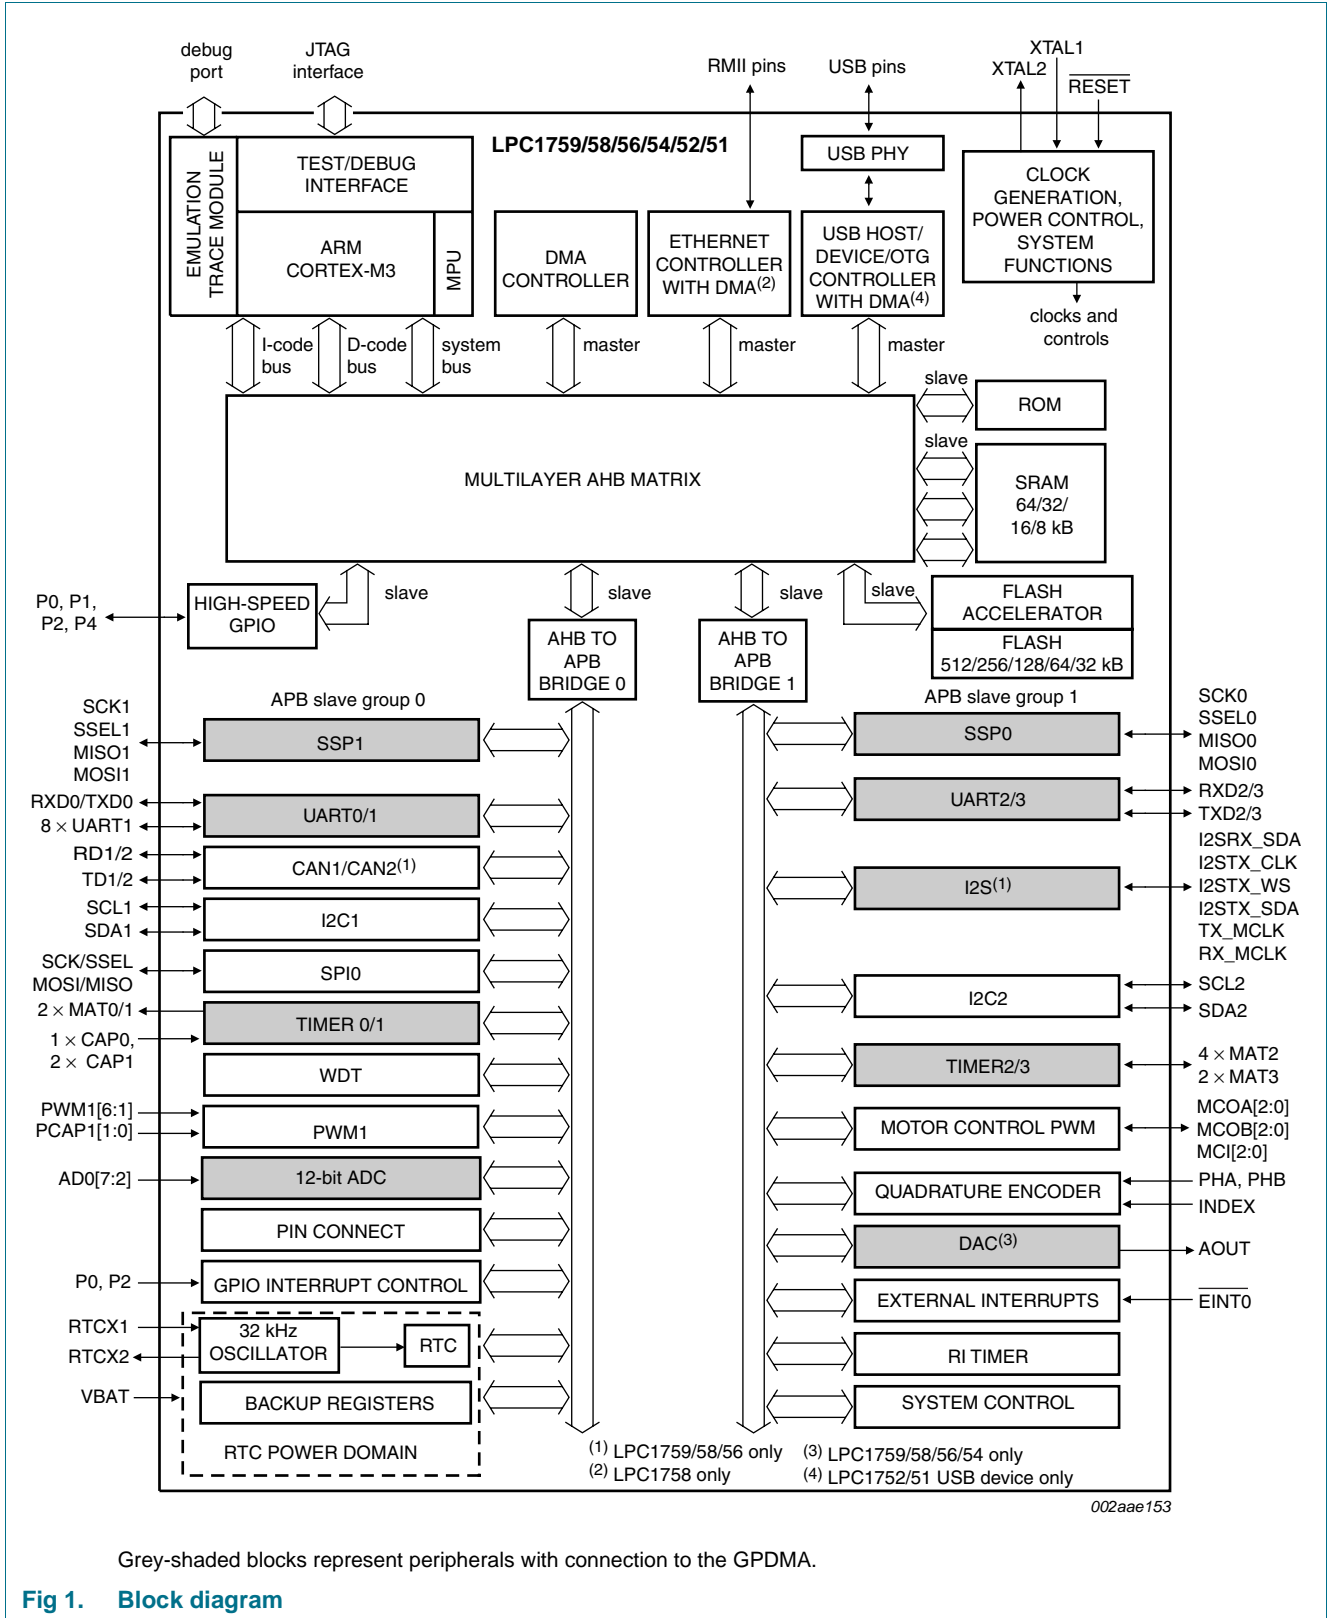 debug
port
JTAG
interface
RMII pins
USB pins
XTAL1
XTAL2
RESET
LPC1759/58/56/54/52/51
EMULATION
TRACE MODULE
TEST/DEBUG
INTERFACE
ARM
CORTEX-M3
MPU
DMA
CONTROLLER
ETHERNET
CONTROLLER
WITH DMA(2)
USB PHY
USB HOST/
DEVICE/OTG
CONTROLLER
WITH DMA(4)
CLOCK
GENERATION,
POWER CONTROL,
SYSTEM
FUNCTIONS
clocks and
controls
I-code
bus
D-code
bus
system
bus
master
master
master
slave
ROM
slave
SRAM
64/32/
16/8 kB
MULTILAYER AHB MATRIX
P0, P1,
P2, P4
HIGH-SPEED
GPIO
slave
slave
slave
slave
FLASH
ACCELERATOR
FLASH
512/256/128/64/32 kB
AHB TO
APB
BRIDGE 0
AHB TO
APB
BRIDGE 1
APB slave group 0
APB slave group 1
SCK1
SSEL1
MISO1
MOSI1
SSP1
RXD0/TXD0
8 × UART1
UART0/1
RD1/2
TD1/2
CAN1/CAN2(1)
SCL1
SDA1
I2C1
SCK/SSEL
MOSI/MISO
SPI0
2 × MAT0/1
1 × CAP0,
2 × CAP1
TIMER 0/1
WDT
PWM1[6:1]
PCAP1[1:0]
PWM1
AD0[7:2]
12-bit ADC
PIN CONNECT
P0, P2
GPIO INTERRUPT CONTROL
RTCX1
RTCX2
32 kHz
OSCILLATOR
RTC
VBAT
BACKUP REGISTERS
RTC POWER DOMAIN
SSP0
SCK0
SSEL0
MISO0
MOSI0
UART2/3
RXD2/3
TXD2/3
I2S(1)
I2SRX_SDA
I2STX_CLK
I2STX_WS
I2STX_SDA
TX_MCLK
RX_MCLK
I2C2
SCL2
SDA2
TIMER2/3
4 × MAT2
2 × MAT3
MOTOR CONTROL PWM
MCOA[2:0]
MCOB[2:0]
MCI[2:0]
QUADRATURE ENCODER
PHA, PHB
INDEX
DAC(3)
AOUT
EXTERNAL INTERRUPTS
EINT0
RI TIMER
SYSTEM CONTROL
(1) LPC1759/58/56 only
(2) LPC1758 only
(3) LPC1759/58/56/54 only
(4) LPC1752/51 USB device only
002aae153
Grey-shaded blocks represent peripherals with connection to the GPDMA.
Fig 1. Block diagram